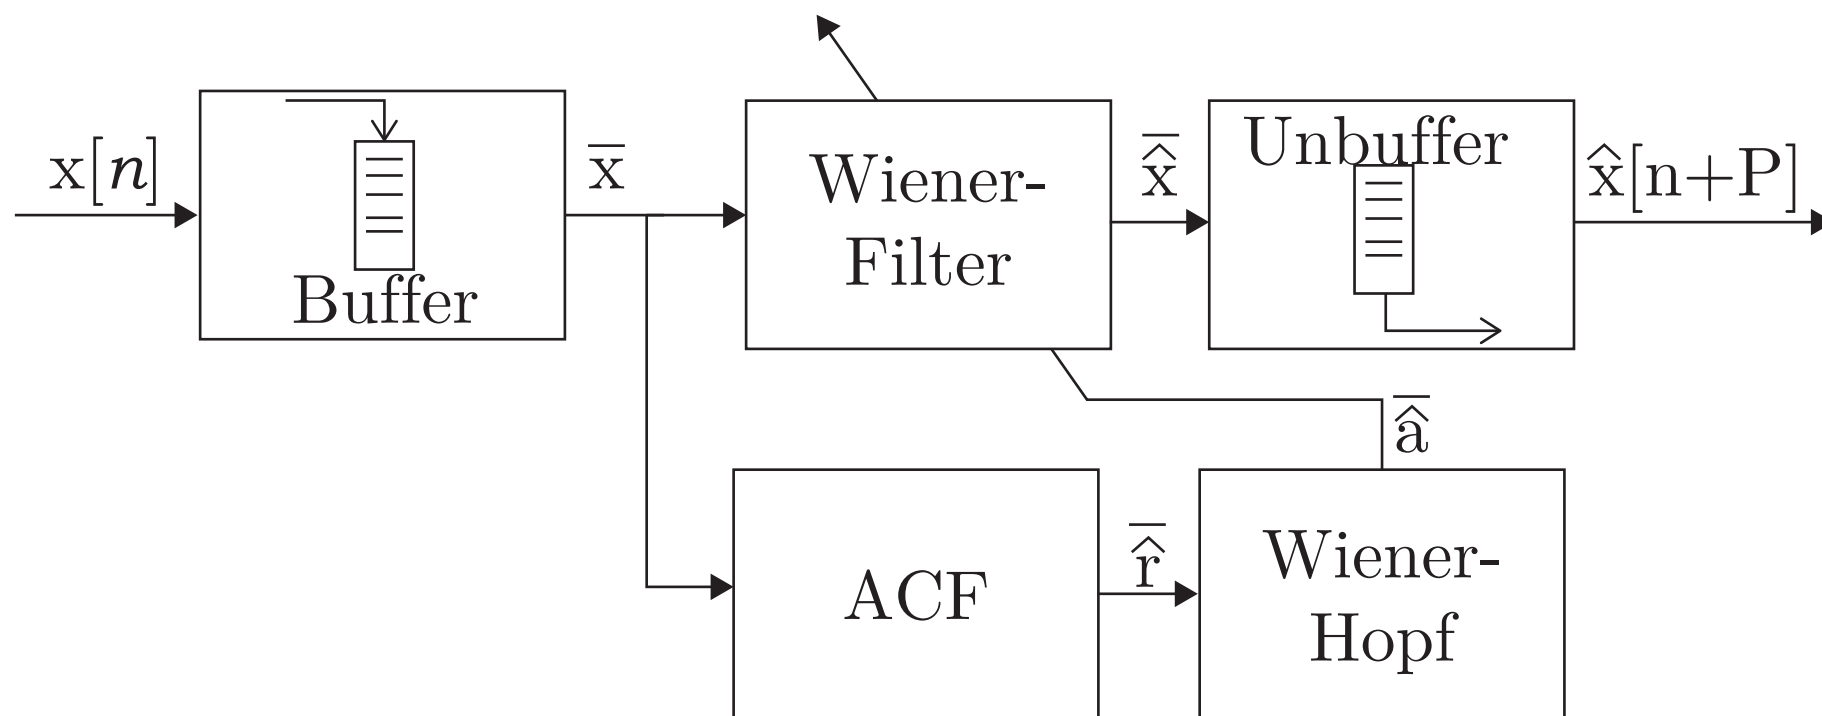 x[n]
Buffer
x̅
Wiener-
Filter
x̂̅
Unbuffer
x̂[n+P]
â̅
ACF
r̂̅
Wiener-
Hopf